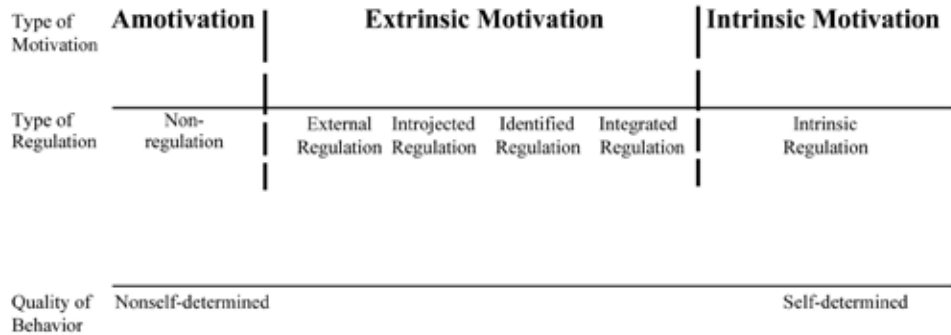 Type of Motivation Amotivation Extrinsic Motivation Intrinsic Motivation
Type of Regulation Non-regulation External Regulation Introjected Regulation Identified Regulation Integrated Regulation Intrinsic Regulation
Quality of Behavior Nonself-determined Self-determined